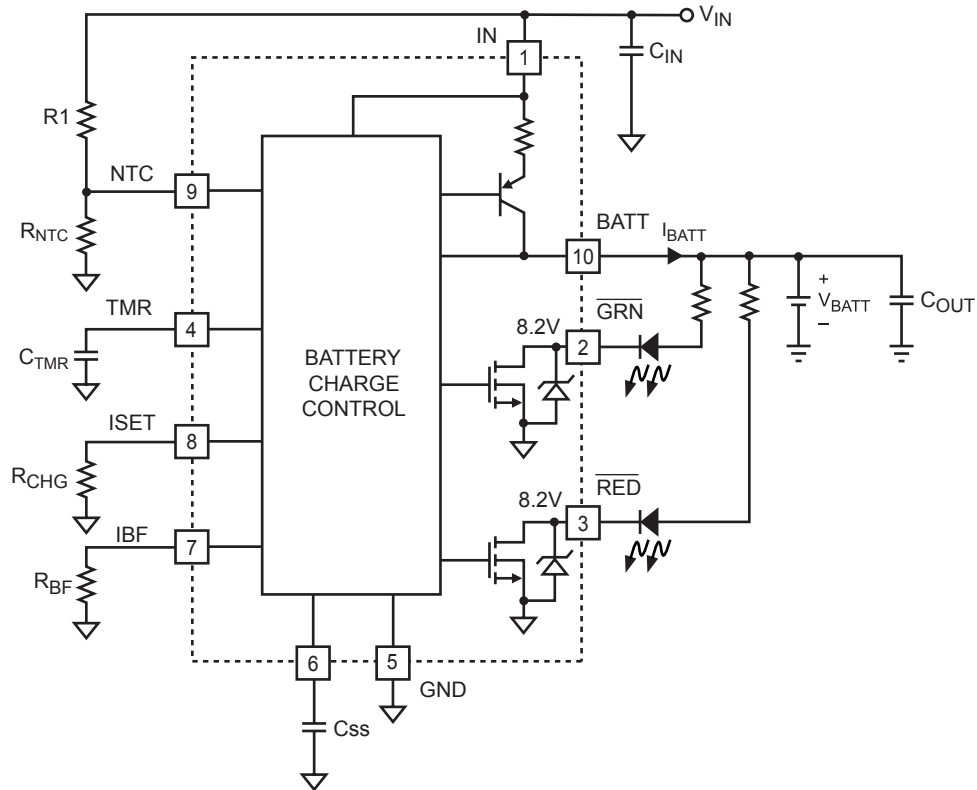 V_IN
IN
1
C_IN
R1
NTC
9
R_NTC
BATT
10
I_BATT
TMR
4
C_TMR
8.2V
GRN
2
+
V_BATT
–
C_OUT
BATTERY
CHARGE
CONTROL
ISET
8
R_CHG
8.2V
RED
3
IBF
7
R_BF
6
5
GND
Css